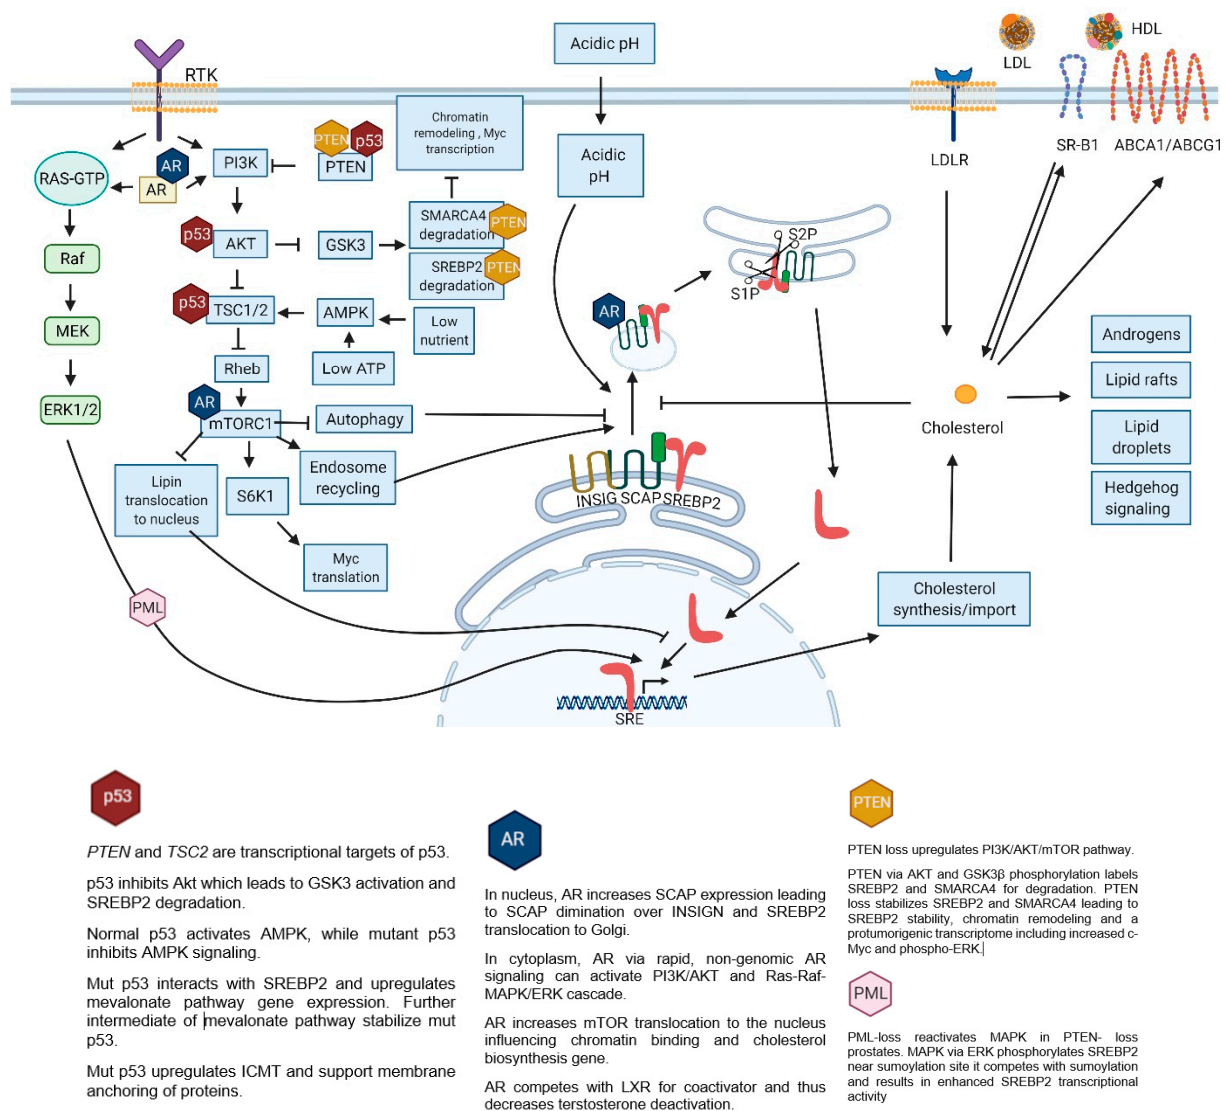 Acidic pH
LDL
HDL
RTK
Chromatin
remodeling , Myc
transcription
PTEN
p53
PTEN
Acidic
pH
LDLR
SR-B1
ABCA1/ABCG1
RAS-GTP
AR
AR
PI3K
SMARCA4
degradation
PTEN
p53
AKT
GSK3
SREBP2
degradation
PTEN
S2P
S1P
Raf
p53
TSC1/2
AMPK
Low
nutrient
AR
MEK
Rheb
Low ATP
Androgens
Lipid rafts
ERK1/2
AR
mTORC1
Autophagy
Cholesterol
Lipid
droplets
Lipin
translocation
to nucleus
S6K1
Endosome
recycling
INSIG
SCAP
SREBP2
Hedgehog
signaling
Myc
translation
PML
Cholesterol
synthesis/import
SRE
p53
PTEN and TSC2 are transcriptional targets of p53.
p53 inhibits Akt which leads to GSK3 activation and
SREBP2 degradation.
Normal p53 activates AMPK, while mutant p53
inhibits AMPK signaling.
Mut p53 interacts with SREBP2 and upregulates
mevalonate pathway gene expression. Further
intermediate of mevalonate pathway stabilize mut
p53.
Mut p53 upregulates ICMT and support membrane
anchoring of proteins.
AR
In nucleus, AR increases SCAP expression leading
to SCAP dimination over INSIGN and SREBP2
translocation to Golgi.
In cytoplasm, AR via rapid, non-genomic AR
signaling can activate PI3K/AKT and Ras-Raf-
MAPK/ERK cascade.
AR increases mTOR translocation to the nucleus
influencing chromatin binding and cholesterol
biosynthesis gene.
AR competes with LXR for coactivator and thus
decreases terstosterone deactivation.
PTEN
PTEN loss upregulates PI3K/AKT/mTOR pathway.
PTEN via AKT and GSK3β phosphorylation labels
SREBP2 and SMARCA4 for degradation. PTEN
loss stabilizes SREBP2 and SMARCA4 leading to
SREBP2 stability, chromatin remodeling and a
protumorigenic transcriptome including increased c-
Myc and phospho-ERK.
PML
PML-loss reactivates MAPK in PTEN- loss
prostates. MAPK via ERK phosphorylates SREBP2
near sumoylation site it competes with sumoylation
and results in enhanced SREBP2 transcriptional
activity